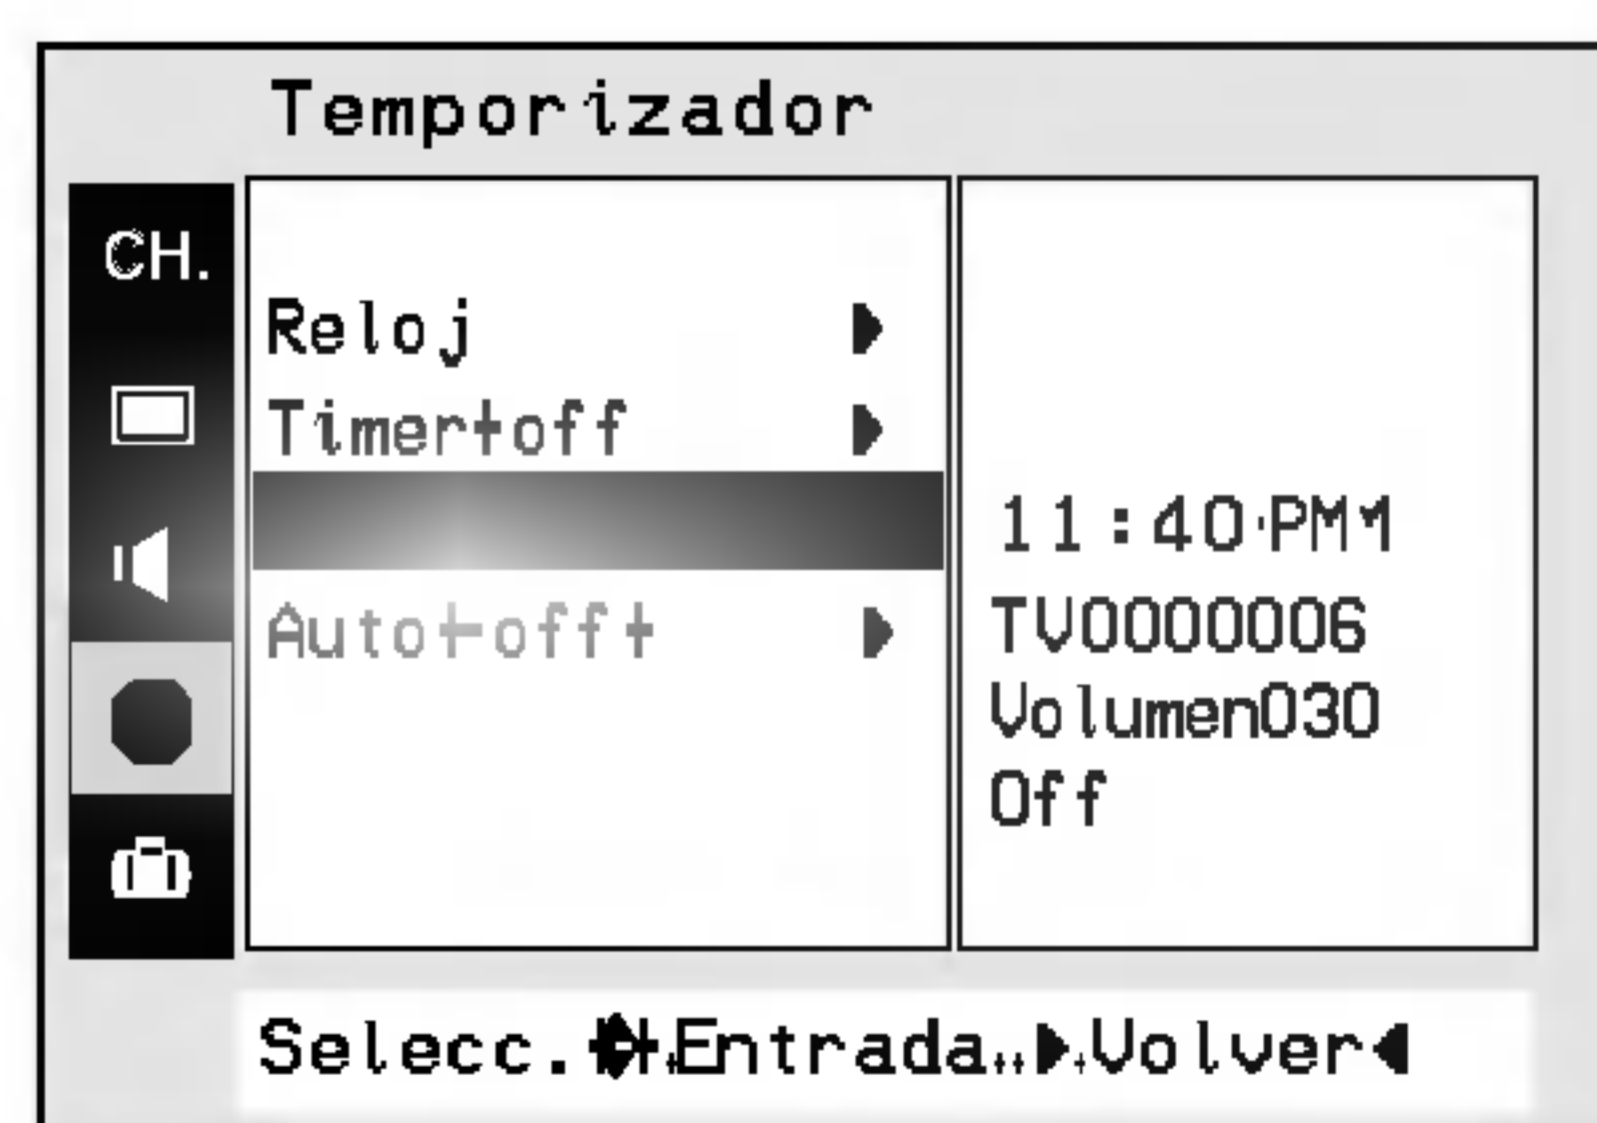 Temporizador
CH.
Reloj
Timer off
Auto off
11:40 PM
TV0000006
Volumen030
Off
Selecc. Entrada Volver